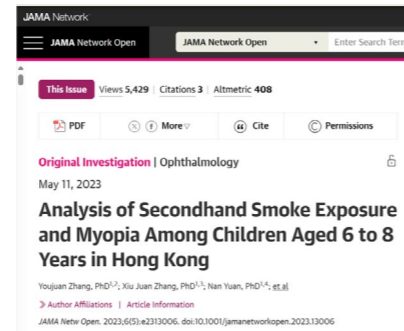 JAMA Network
JAMA Network Open
JAMA Network Open
Enter Search Tern
This Issue Views 5,429 | Citations 3 | Altmetric 408
PDF
More
Cite
Permissions
Original Investigation | Ophthalmology
May 11, 2023
Analysis of Secondhand Smoke Exposure
and Myopia Among Children Aged 6 to 8
Years in Hong Kong
Youjuan Zhang, PhD1,2; Xiu Juan Zhang, PhD1,3; Nan Yuan, PhD1,4; et al
Author Affiliations | Article Information
JAMA Netw Open. 2023;6(5):e2313006. doi:10.1001/jamanetworkopen.2023.13006